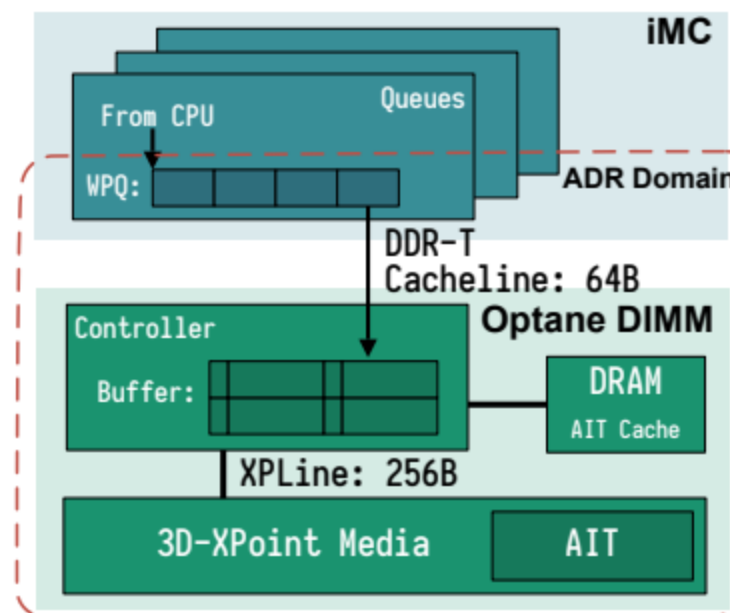 iMC
Queues
From CPU
WPQ:
ADR Domain
DDR-T
Cacheline: 64B
Optane DIMM
Controller
Buffer:
DRAM
AIT Cache
XPLine: 256B
3D-XPoint Media
AIT